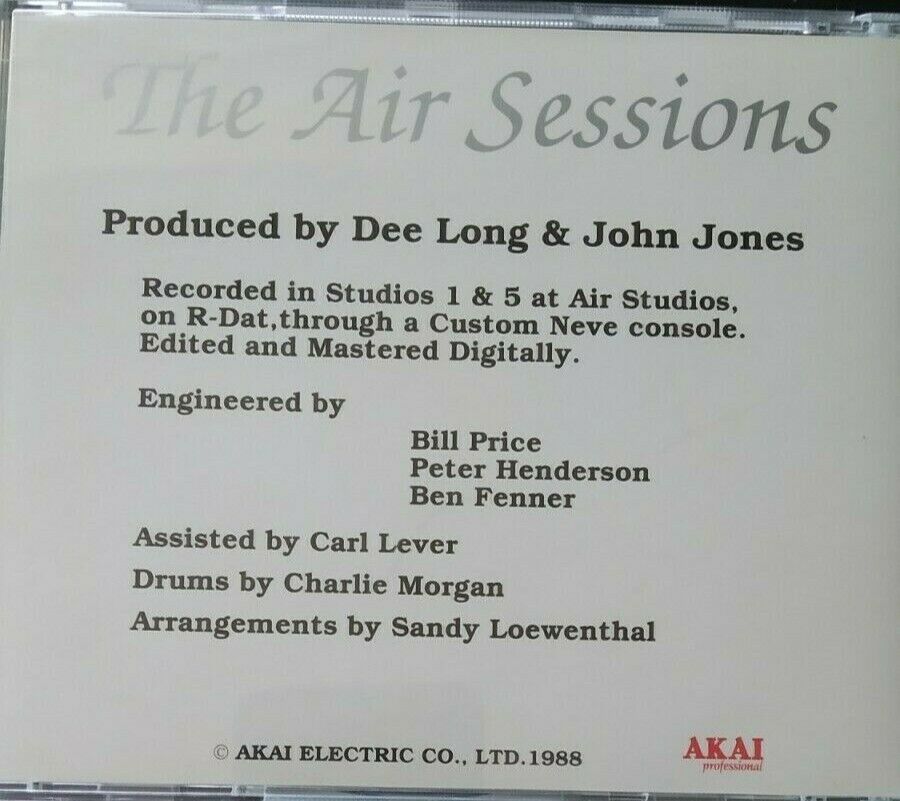 The Air Sessions
Produced by Dee Long & John Jones
Recorded in Studios 1 & 5 at Air Studios,
on R-Dat,through a Custom Neve console.
Edited and Mastered Digitally.
Engineered by
Bill Price
Peter Henderson
Ben Fenner
Assisted by Carl Lever
Drums by Charlie Morgan
Arrangements by Sandy Loewenthal
© AKAI ELECTRIC CO., LTD.1988
AKAI
professional